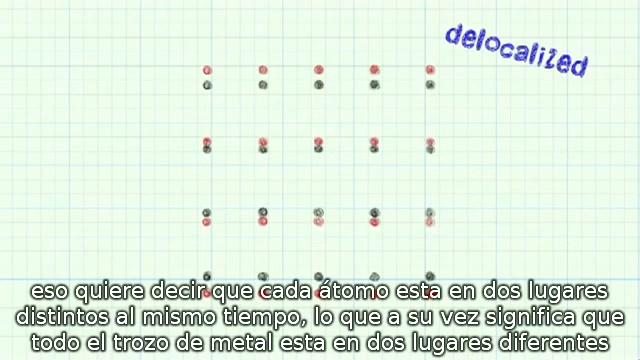 delocalized
eso quiere decir que cada átomo esta en dos lugares
distintos al mismo tiempo, lo que a su vez significa que
todo el trozo de metal esta en dos lugares diferentes